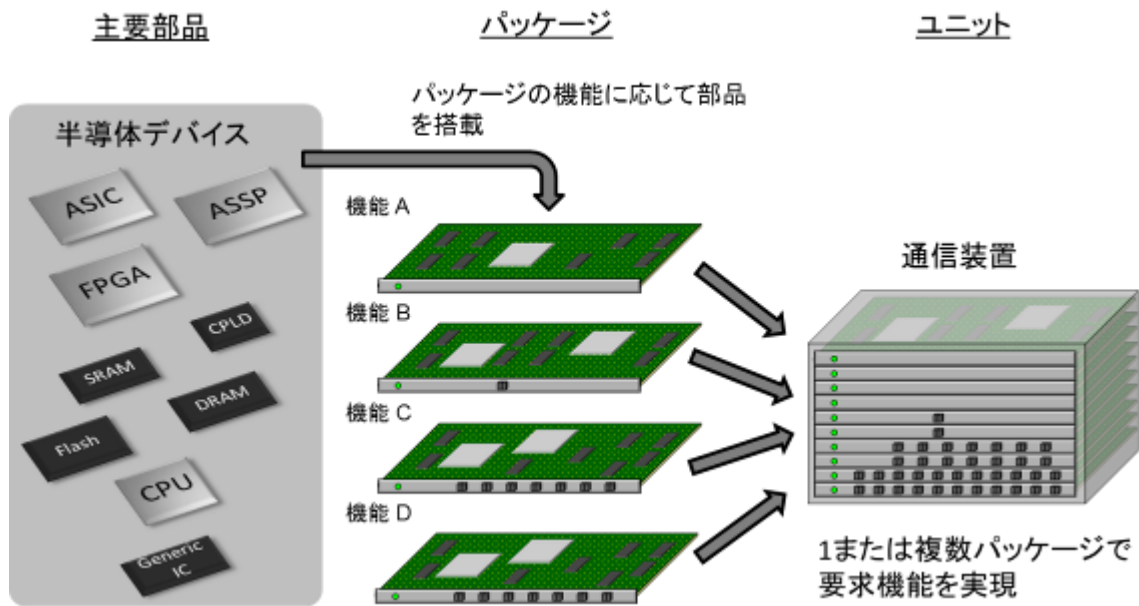 主要部品
パッケージ
ユニット
パッケージの機能に応じて部品
を搭載
半導体デバイス
ASIC
ASSP
FPGA
CPLD
SRAM
DRAM
Flash
CPU
Generic
IC
機能 A
機能 B
機能 C
機能 D
通信装置
1または複数パッケージで
要求機能を実現